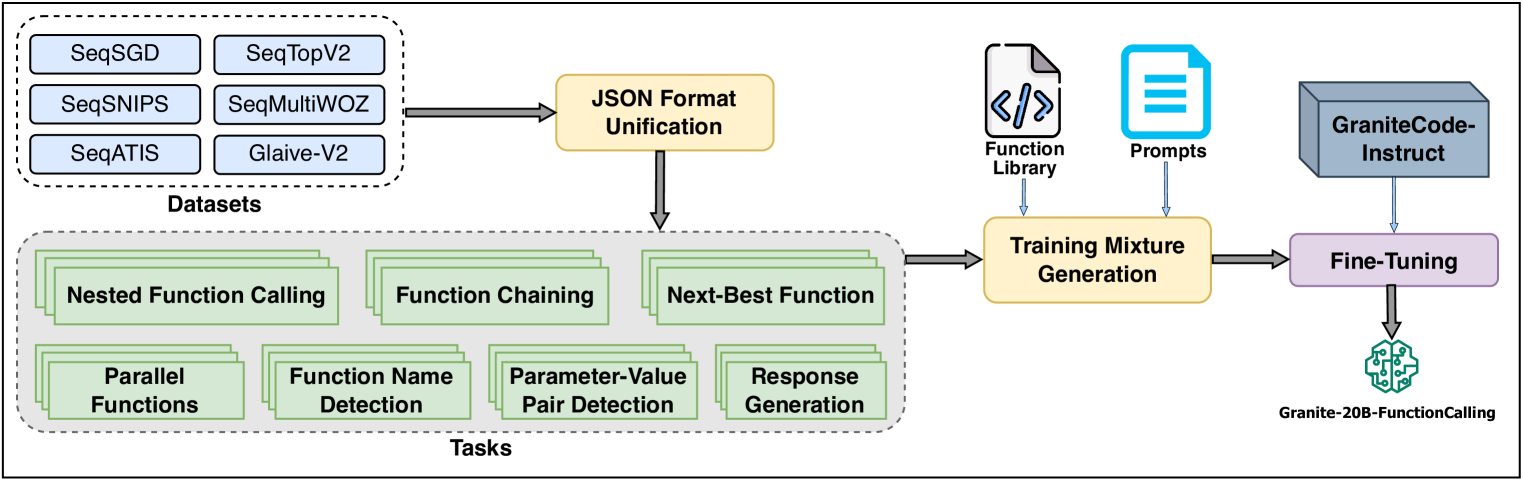 SeqSGD
SeqTopV2
SeqSNIPS
SeqMultiWOZ
SeqATIS
Glaive-V2
Datasets
JSON Format
Unification
Nested Function Calling
Function Chaining
Next-Best Function
Parallel
Functions
Function Name
Detection
Parameter-Value
Pair Detection
Response
Generation
Tasks
Function
Library
Prompts
Training Mixture
Generation
GraniteCode-
Instruct
Fine-Tuning
Granite-20B-FunctionCalling